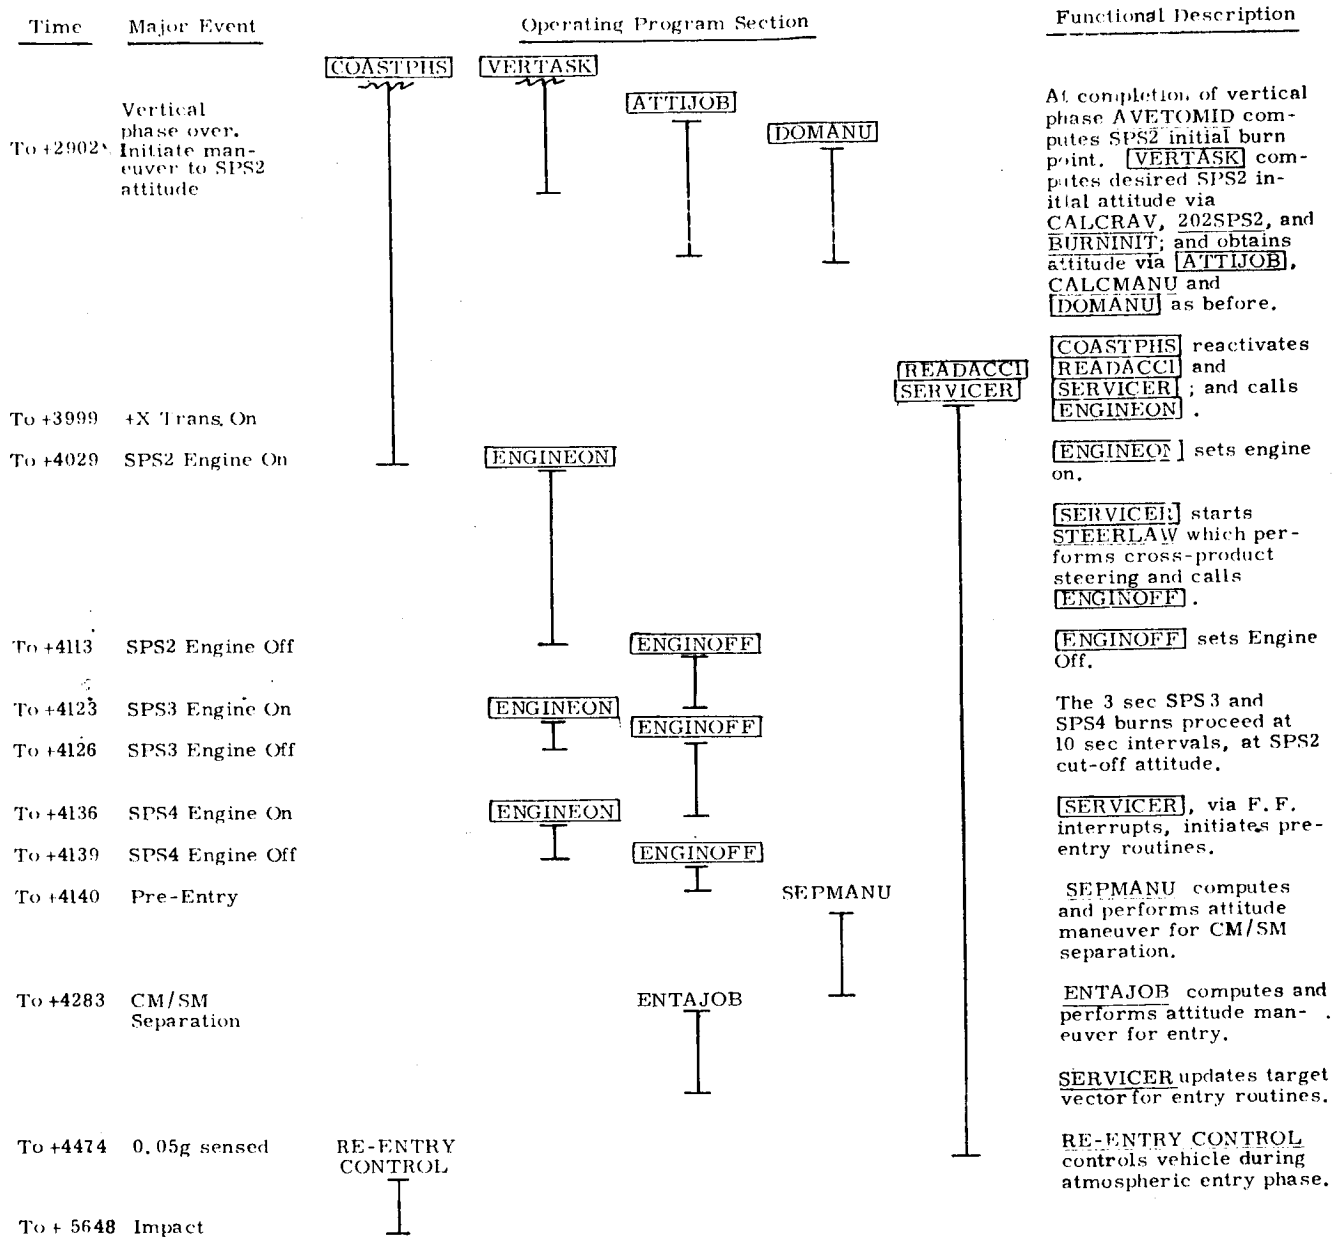 Time Major Event Operating Program Section Functional Description
COASTPHS VERTASK
ATTIJOB
DOMANU
To +2902 Vertical
phase over.
Initiate man-
euver to SPS2
attitude
At completion of vertical
phase AVETOMID com-
putes SPS2 initial burn
point. VERTASK com-
putes desired SPS2 in-
itial attitude via
CALCRAV, 202SPS2, and
BURNINIT; and obtains
attitude via ATTIJOB,
CALCMANU and
DOMANU as before.
READACCI
SERVICER
COASTPHS reactivates
READACCI and
SERVICER ; and calls
ENGINEON .
To +3999 +X Trans. On
To +4029 SPS2 Engine On ENGINEON
ENGINEON sets engine
on.
SERVICER starts
STEERLAW which per-
forms cross-product
steering and calls
ENGINOFF .
To +4113 SPS2 Engine Off ENGINOFF
ENGINOFF sets Engine
Off.
To +4123 SPS3 Engine On ENGINEON
To +4126 SPS3 Engine Off ENGINOFF
The 3 sec SPS3 and
SPS4 burns proceed at
10 sec intervals, at SPS2
cut-off attitude.
To +4136 SPS4 Engine On ENGINEON
To +4139 SPS4 Engine Off ENGINOFF
SERVICER, via F.F.
interrupts, initiates pre-
entry routines.
To +4140 Pre-Entry SEPMANU
SEPMANU computes
and performs attitude
maneuver for CM/SM
separation.
To +4283 CM/SM
Separation
ENTAJOB
ENTAJOB computes and
performs attitude man-
euver for entry.
SERVICER updates target
vector for entry routines.
To +4474 0.05g sensed RE-ENTRY
CONTROL
RE-ENTRY CONTROL
controls vehicle during
atmospheric entry phase.
To + 5648 Impact